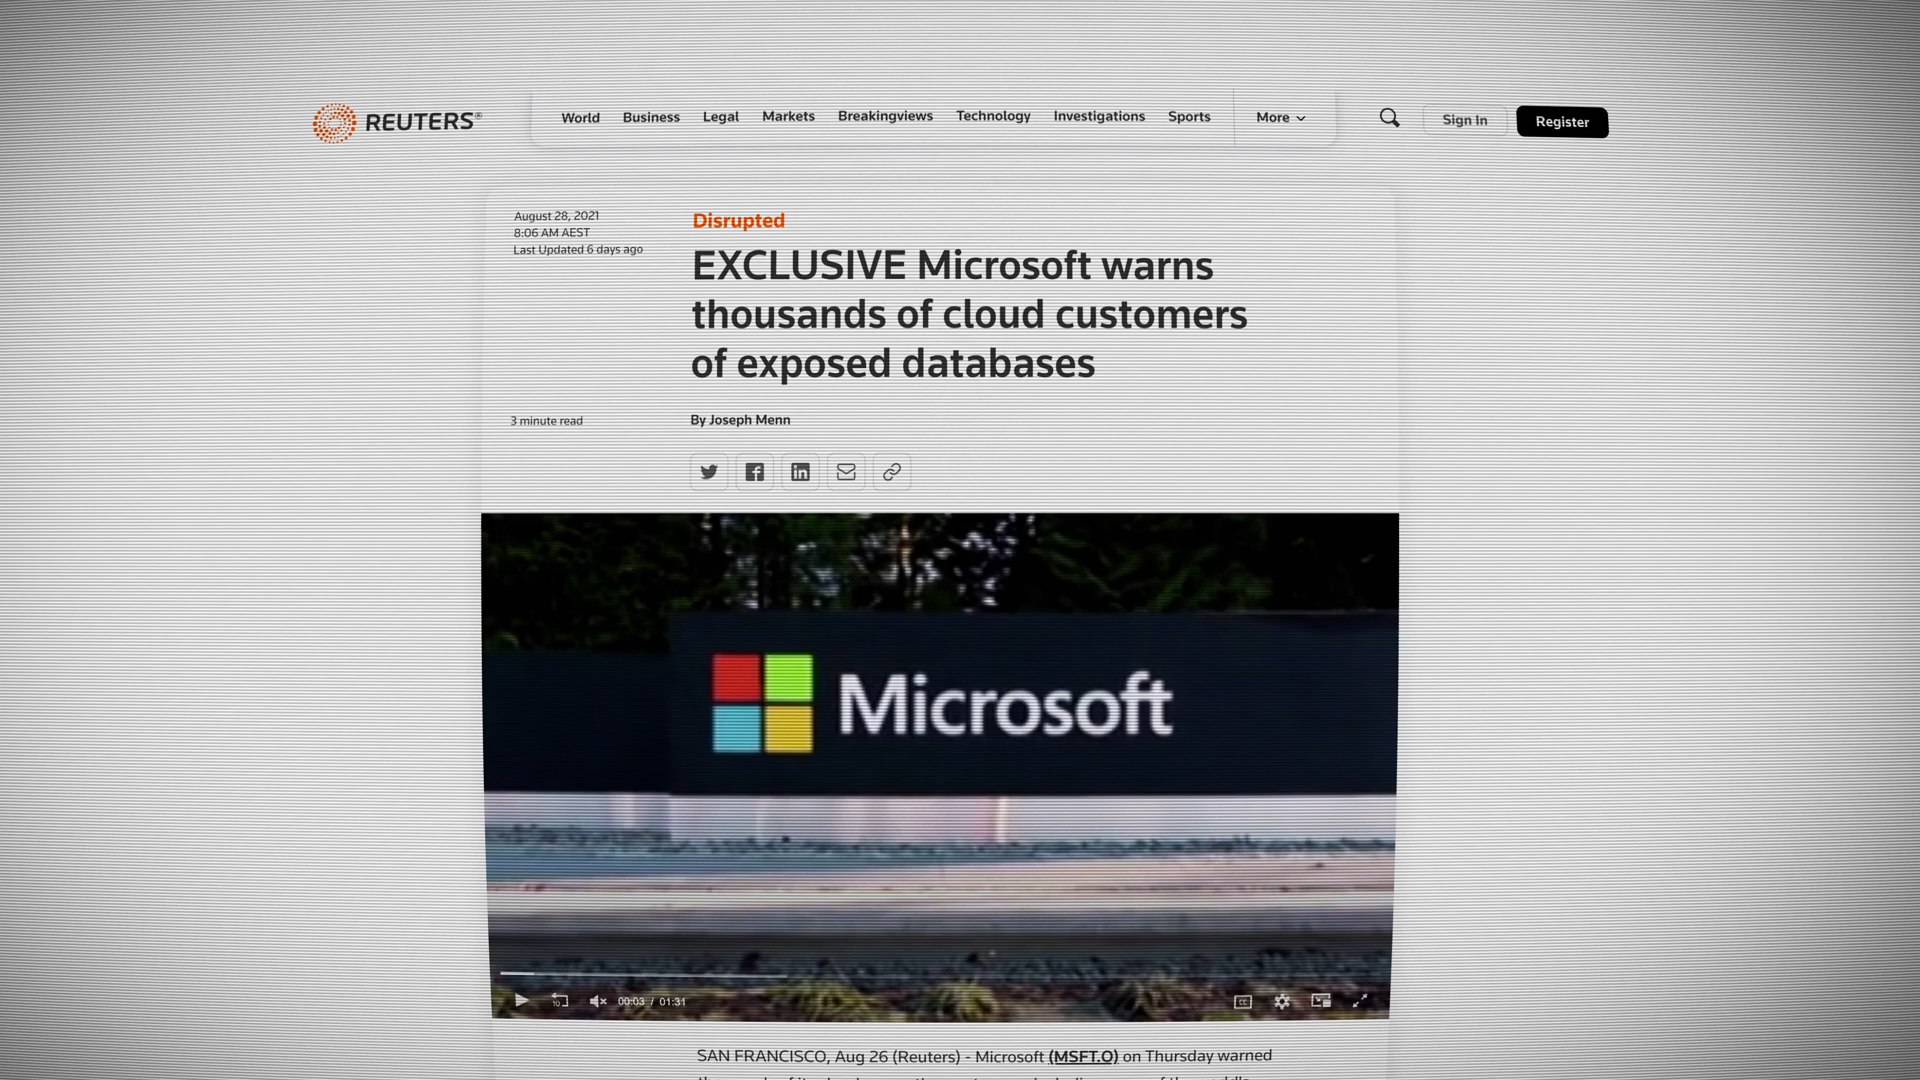 REUTERS®
World Business Legal Markets Breakingviews Technology Investigations Sports More
Sign In Register
August 28, 2021
8:06 AM AEST
Last Updated 6 days ago
Disrupted
EXCLUSIVE Microsoft warns
thousands of cloud customers
of exposed databases
3 minute read
By Joseph Menn
Microsoft
10
00:03 / 01:31
CC
SAN FRANCISCO, Aug 26 (Reuters) - Microsoft (MSFT.O) on Thursday warned